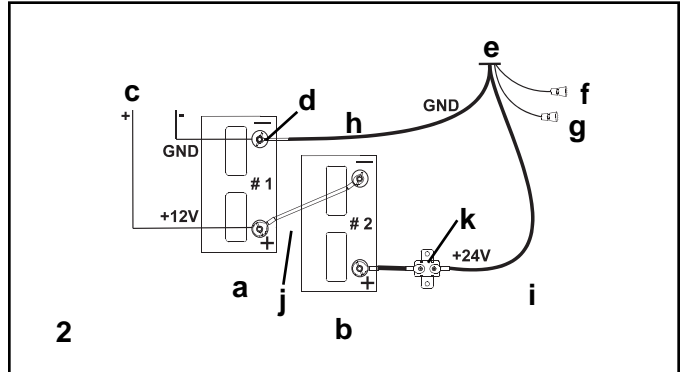 e
c
d
f
+
-
GND
h
g
GND
# 1
+12V
# 2
k
+
+24V
a
j
i
+
b
2